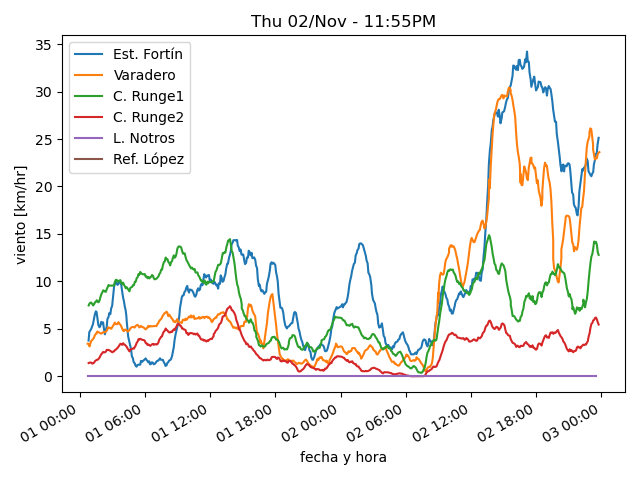 Thu 02/Nov - 11:55PM
Est. Fortín
Varadero
C. Runge1
C. Runge2
L. Notros
Ref. López
viento [km/hr]
35
30
25
20
15
10
5
0
01 00:00
01 06:00
01 12:00
01 18:00
02 00:00
02 06:00
02 12:00
02 18:00
03 00:00
fecha y hora